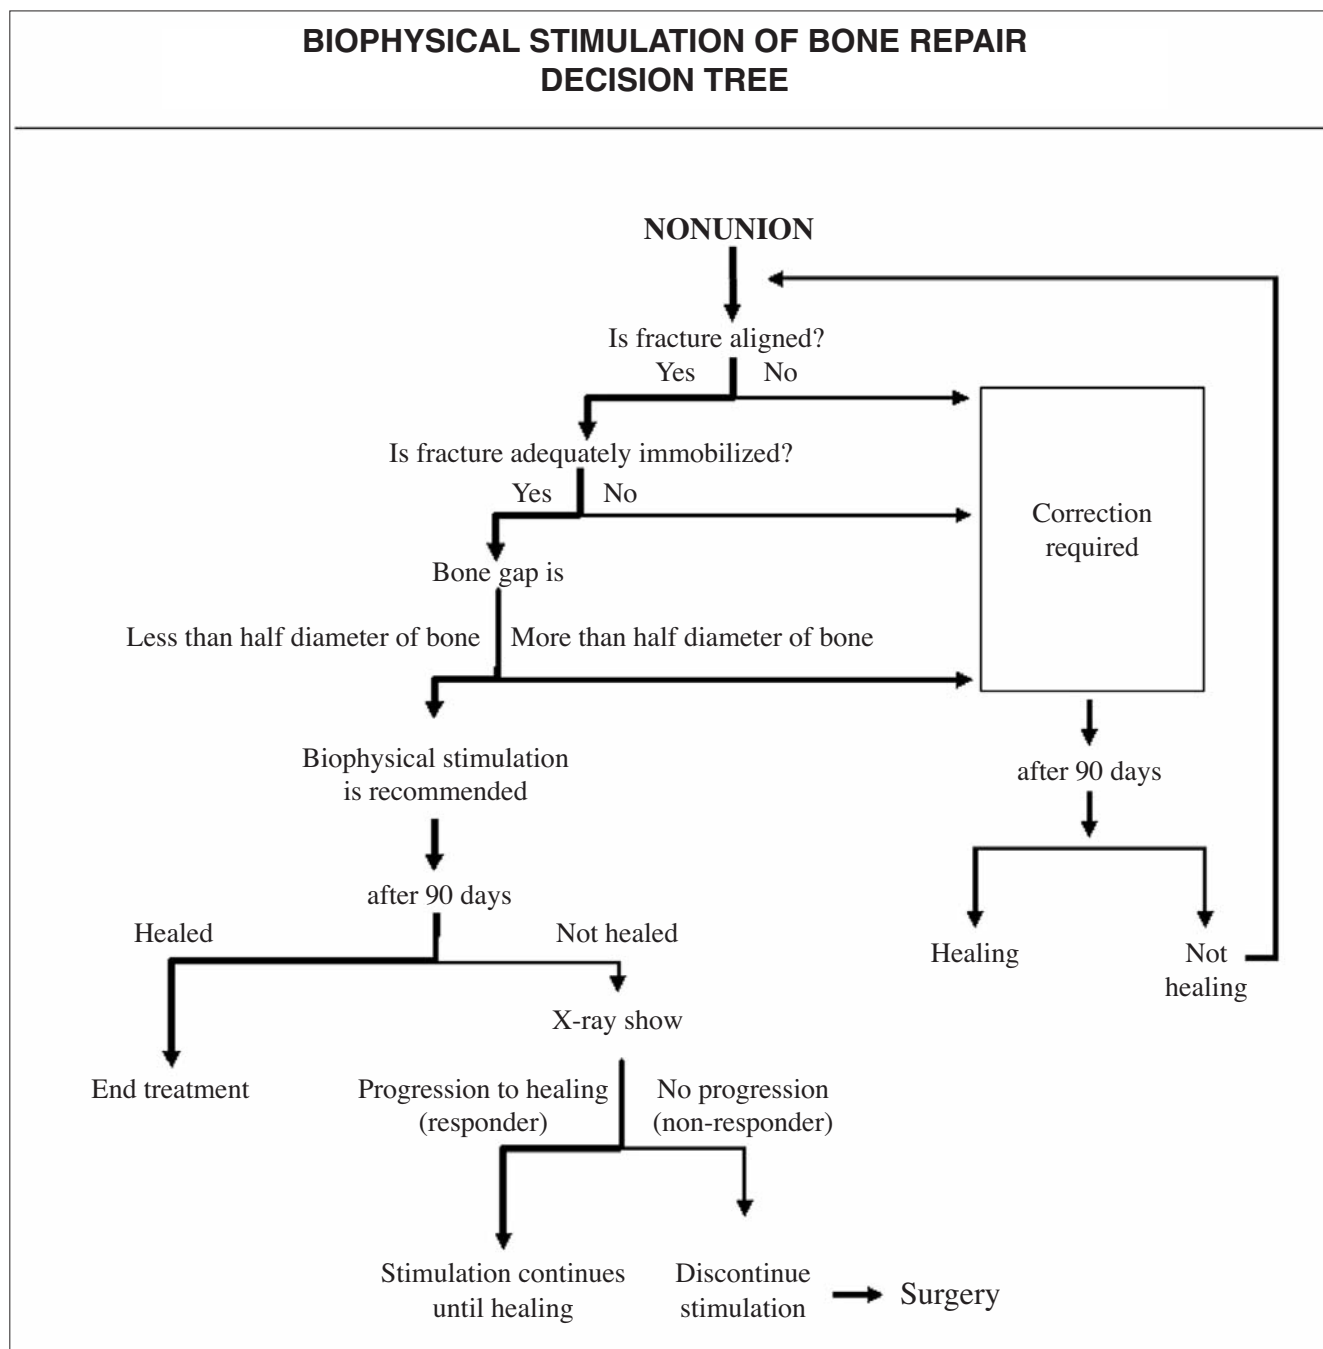 BIOPHYSICAL STIMULATION OF BONE REPAIR
DECISION TREE
NONUNION
Is fracture aligned?
Yes No
Is fracture adequately immobilized?
Yes No
Correction
required
Bone gap is
Less than half diameter of bone More than half diameter of bone
Biophysical stimulation
is recommended
after 90 days
after 90 days
Healed Not healed
Healing
Not
healing
X-ray show
End treatment
Progression to healing
(responder)
No progression
(non-responder)
Stimulation continues
until healing
Discontinue
stimulation
Surgery